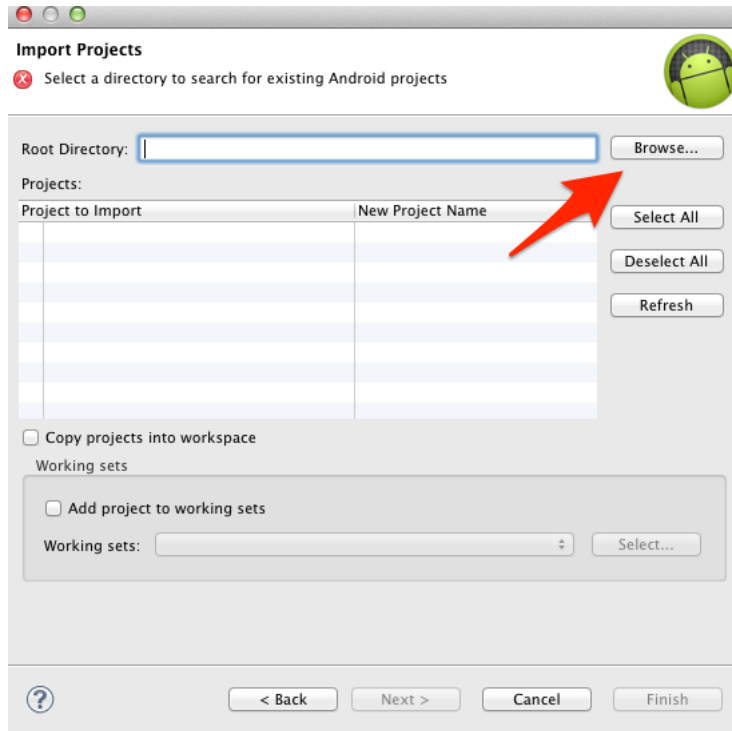 Import Projects
Select a directory to search for existing Android projects
Root Directory:
Browse...
Projects:
Project to Import
New Project Name
Select All
Deselect All
Refresh
Copy projects into workspace
Working sets
Add project to working sets
Working sets:
Select...
?
< Back
Next >
Cancel
Finish